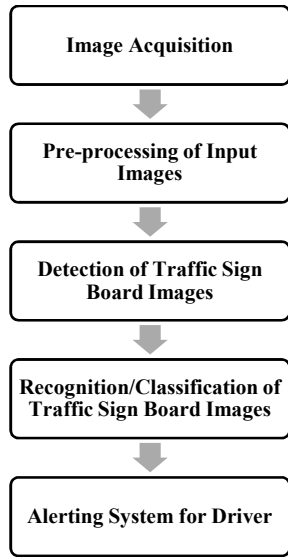 Image Acquisition
Pre-processing of Input
Images
Detection of Traffic Sign
Board Images
Recognition/Classification of
Traffic Sign Board Images
Alerting System for Driver